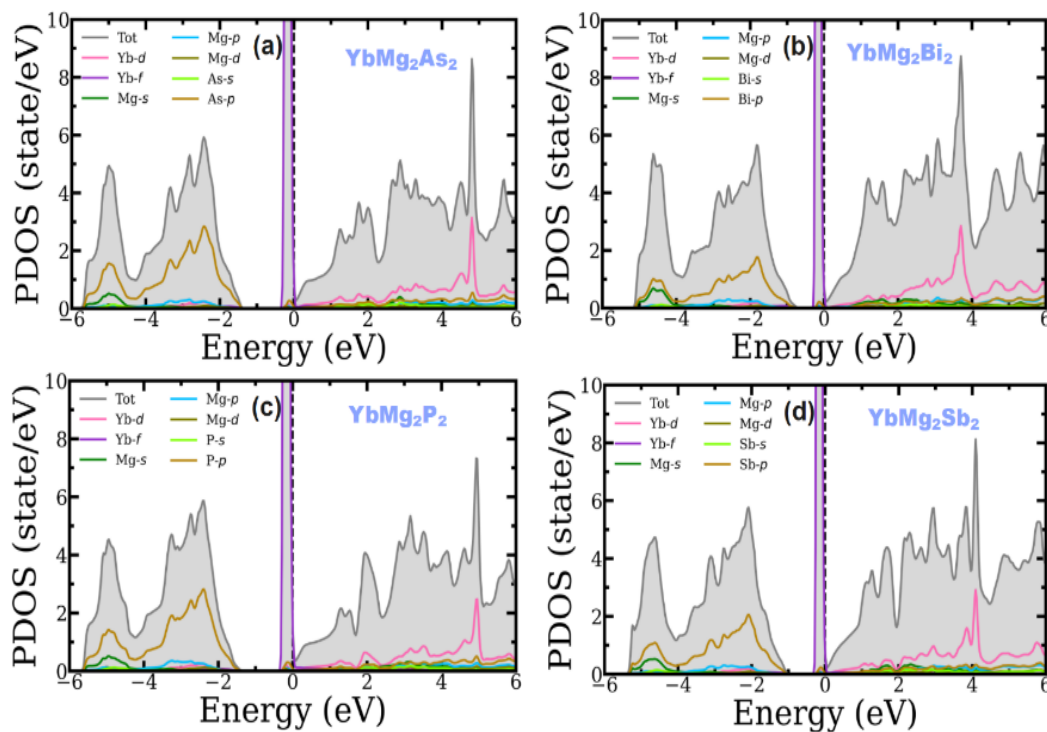 (a)
YbMg₂As₂
Tot
Yb-d
Yb-f
Mg-s
Mg-p
Mg-d
As-s
As-p
PDOS (state/eV)
10
8
6
4
2
0
−6 −4 −2 0 2 4 6
Energy (eV)
(b)
YbMg₂Bi₂
Tot
Yb-d
Yb-f
Mg-s
Mg-p
Mg-d
Bi-s
Bi-p
PDOS (state/eV)
10
8
6
4
2
0
−6 −4 −2 0 2 4 6
Energy (eV)
(c)
YbMg₂P₂
Tot
Yb-d
Yb-f
Mg-s
Mg-p
Mg-d
P-s
P-p
PDOS (state/eV)
10
8
6
4
2
0
−6 −4 −2 0 2 4 6
Energy (eV)
(d)
YbMg₂Sb₂
Tot
Yb-d
Yb-f
Mg-s
Mg-p
Mg-d
Sb-s
Sb-p
PDOS (state/eV)
10
8
6
4
2
0
−6 −4 −2 0 2 4 6
Energy (eV)